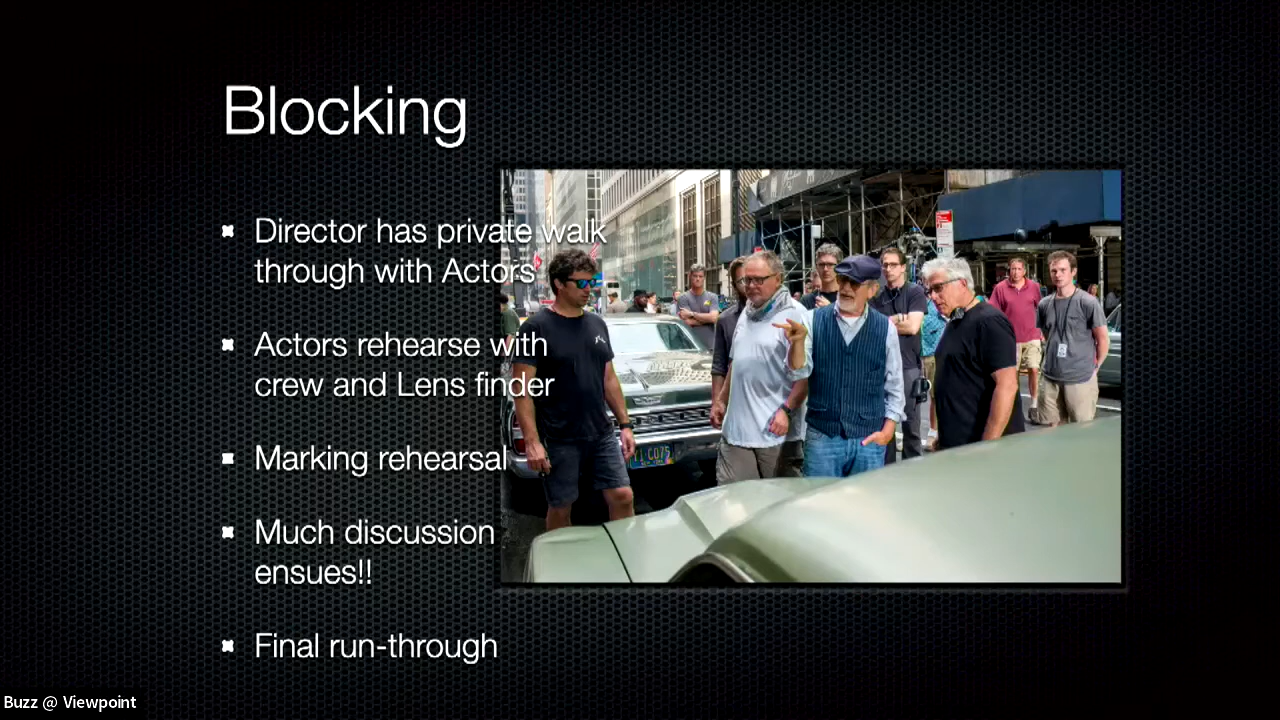 Blocking
Director has private walk
through with Actors
Actors rehearse with
crew and Lens finder
Marking rehearsal
Much discussion
ensues!!
Final run-through
Buzz @ Viewpoint